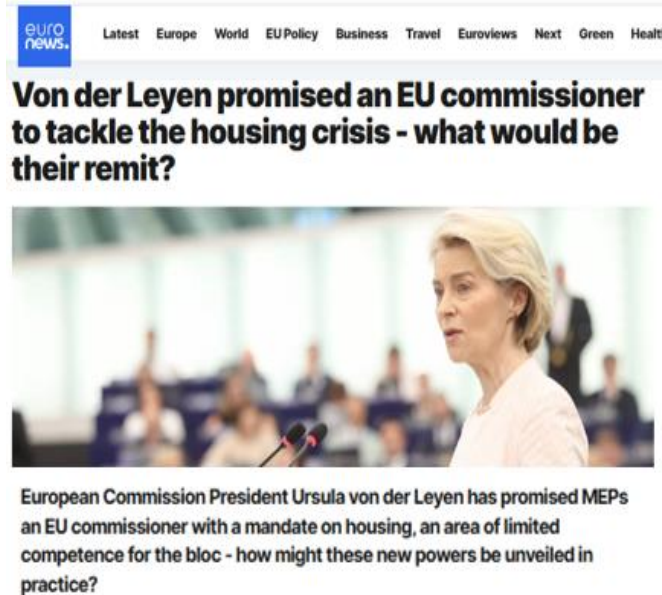 euro
news.
Latest Europe World EU Policy Business Travel Euroviews Next Green Health
Von der Leyen promised an EU commissioner
to tackle the housing crisis - what would be
their remit?
European Commission President Ursula von der Leyen has promised MEPs
an EU commissioner with a mandate on housing, an area of limited
competence for the bloc - how might these new powers be unveiled in
practice?